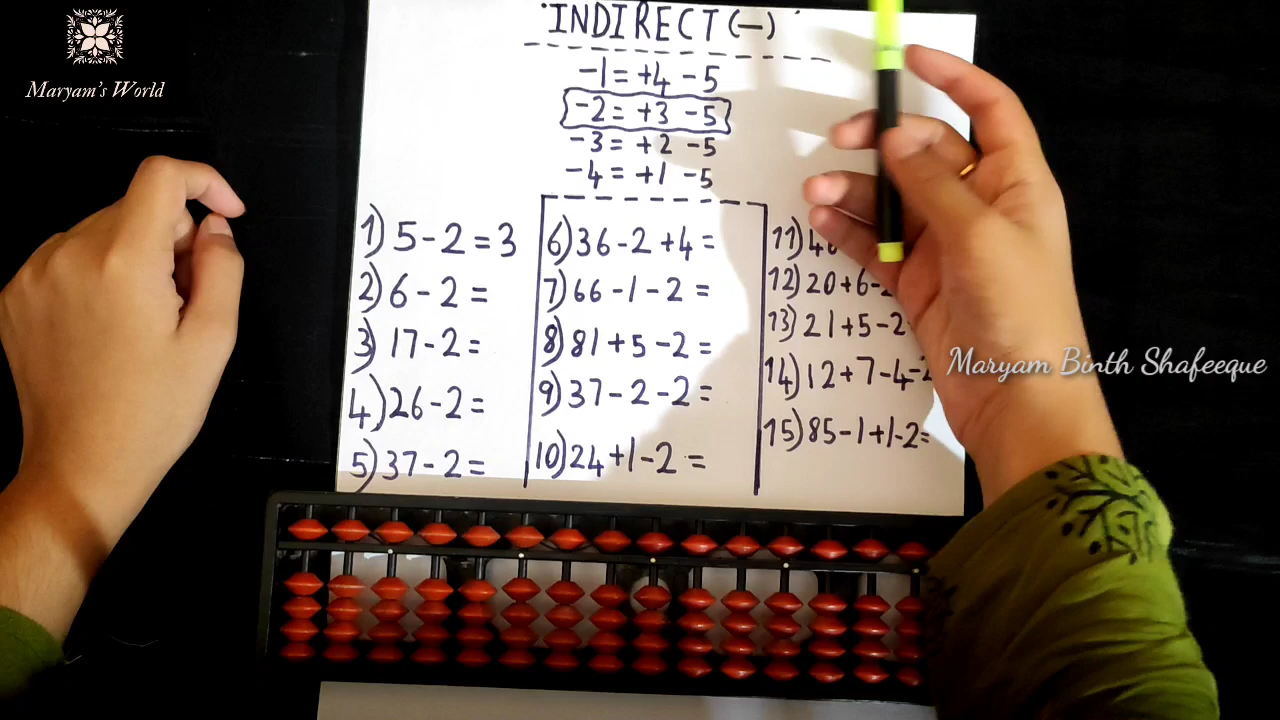 Maryam's World
INDIRECT (−)
-1 = +4 -5
-2 = +3 -5
-3 = +2 -5
-4 = +1 -5
1) 5-2=3
2) 6-2=
3) 17-2=
4) 26-2=
5) 37-2=
6) 36-2+4=
7) 66-1-2=
8) 81+5-2=
9) 37-2-2=
10) 24+1-2=
11)
12) 20+6-2
13) 21+5-2
14) 12+7-4-2
15) 85-1+1-2=
Maryam Binth Shafeeque